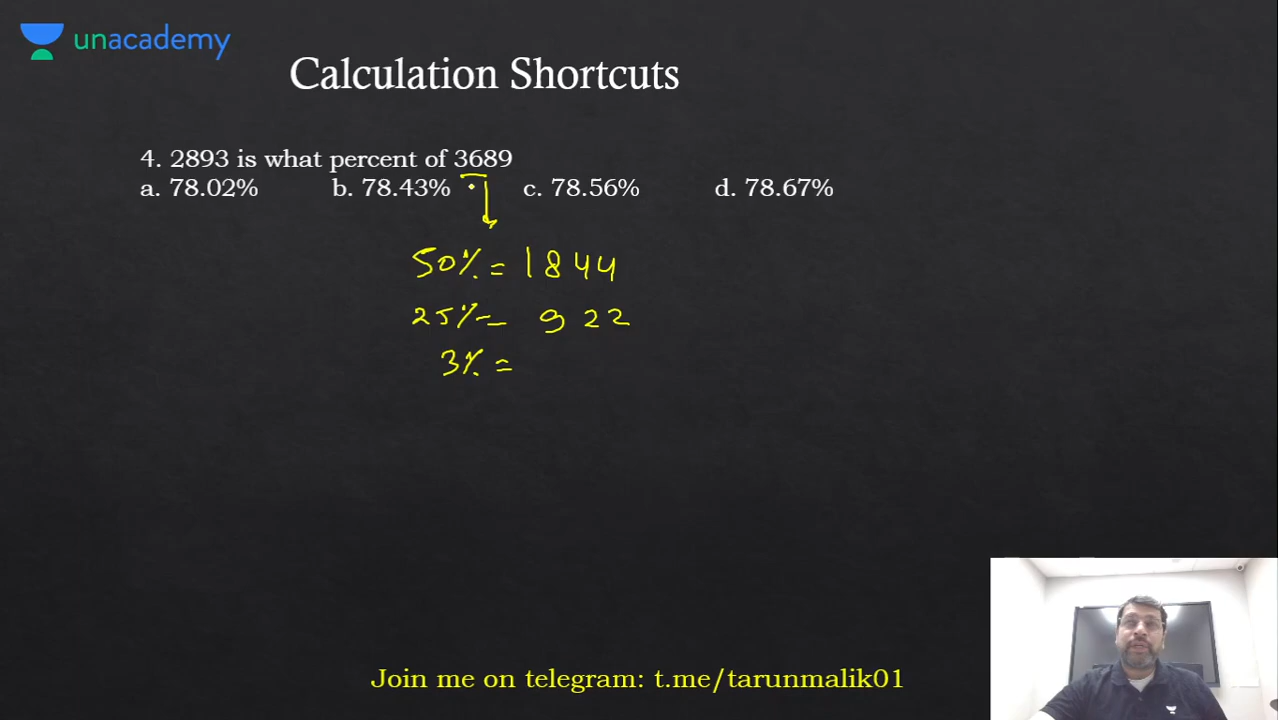 unacademy
Calculation Shortcuts
4. 2893 is what percent of 3689
a. 78.02% b. 78.43% c. 78.56% d. 78.67%
50% = 1844
25% = 922
3% =
Join me on telegram: t.me/tarunmalik01